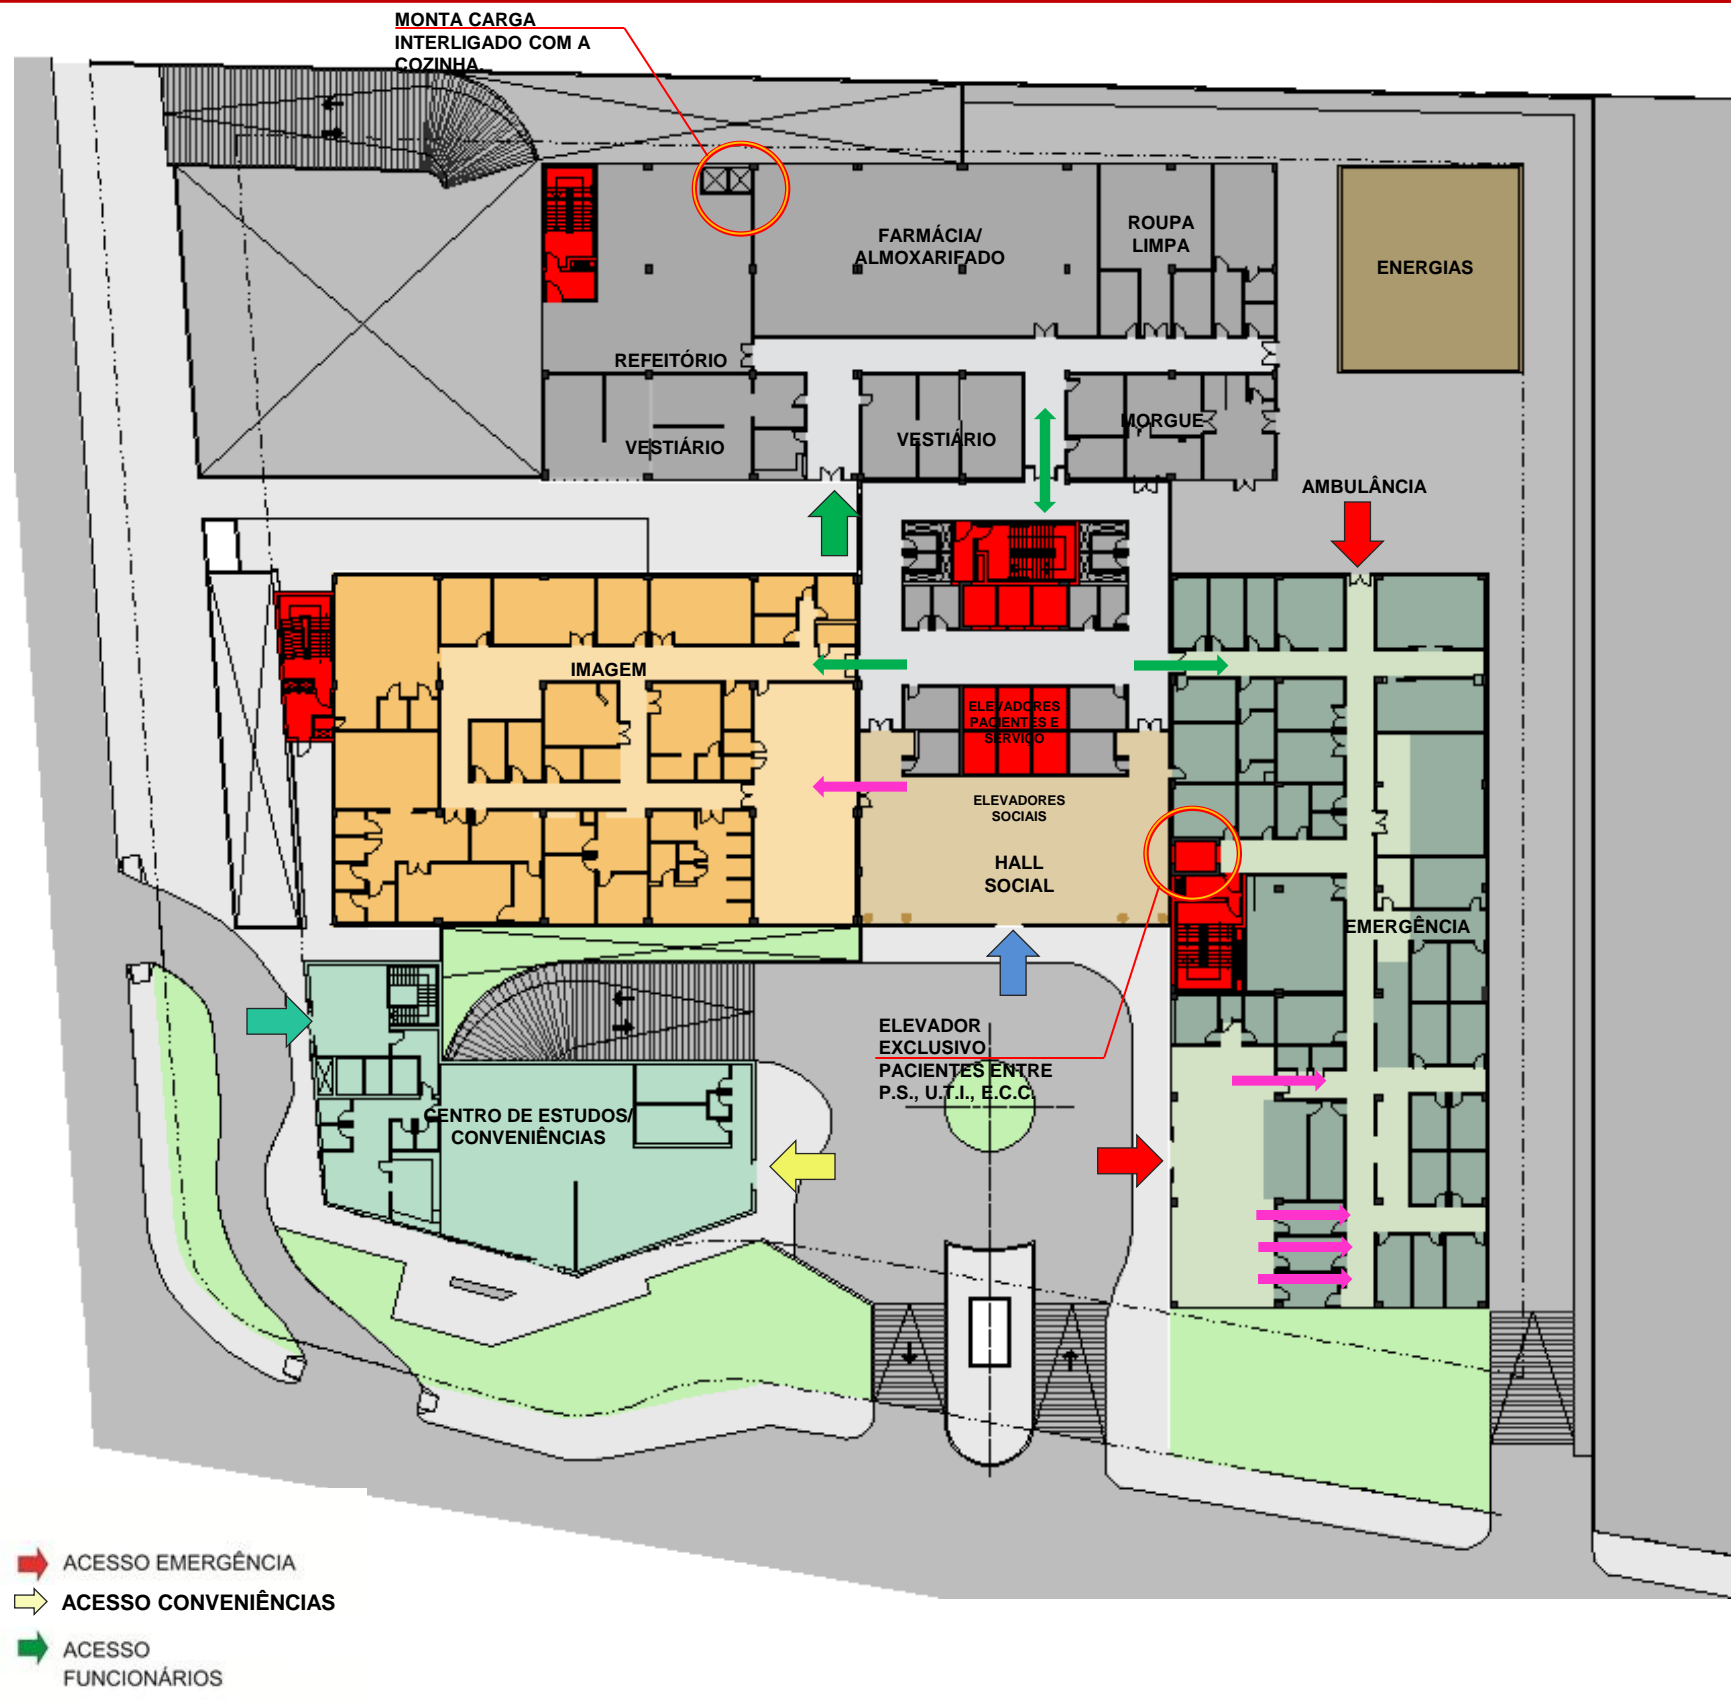 MONTA CARGA
INTERLIGADO COM A
COZINHA.
FARMÁCIA/
ALMOXARIFADO
ROUPA
LIMPA
ENERGIAS
REFEITÓRIO
VESTIÁRIO
VESTIÁRIO
MORGUE
AMBULÂNCIA
IMAGEM
ELEVADORES
PACIENTES E
SERVIÇO
ELEVADORES
SOCIAIS
HALL
SOCIAL
EMERGÊNCIA
ELEVADOR
EXCLUSIVO
PACIENTES ENTRE
P.S., U.T.I., E.C.C.
CENTRO DE ESTUDOS/
CONVENIÊNCIAS
ACESSO EMERGÊNCIA
ACESSO CONVENIÊNCIAS
ACESSO
FUNCIONÁRIOS